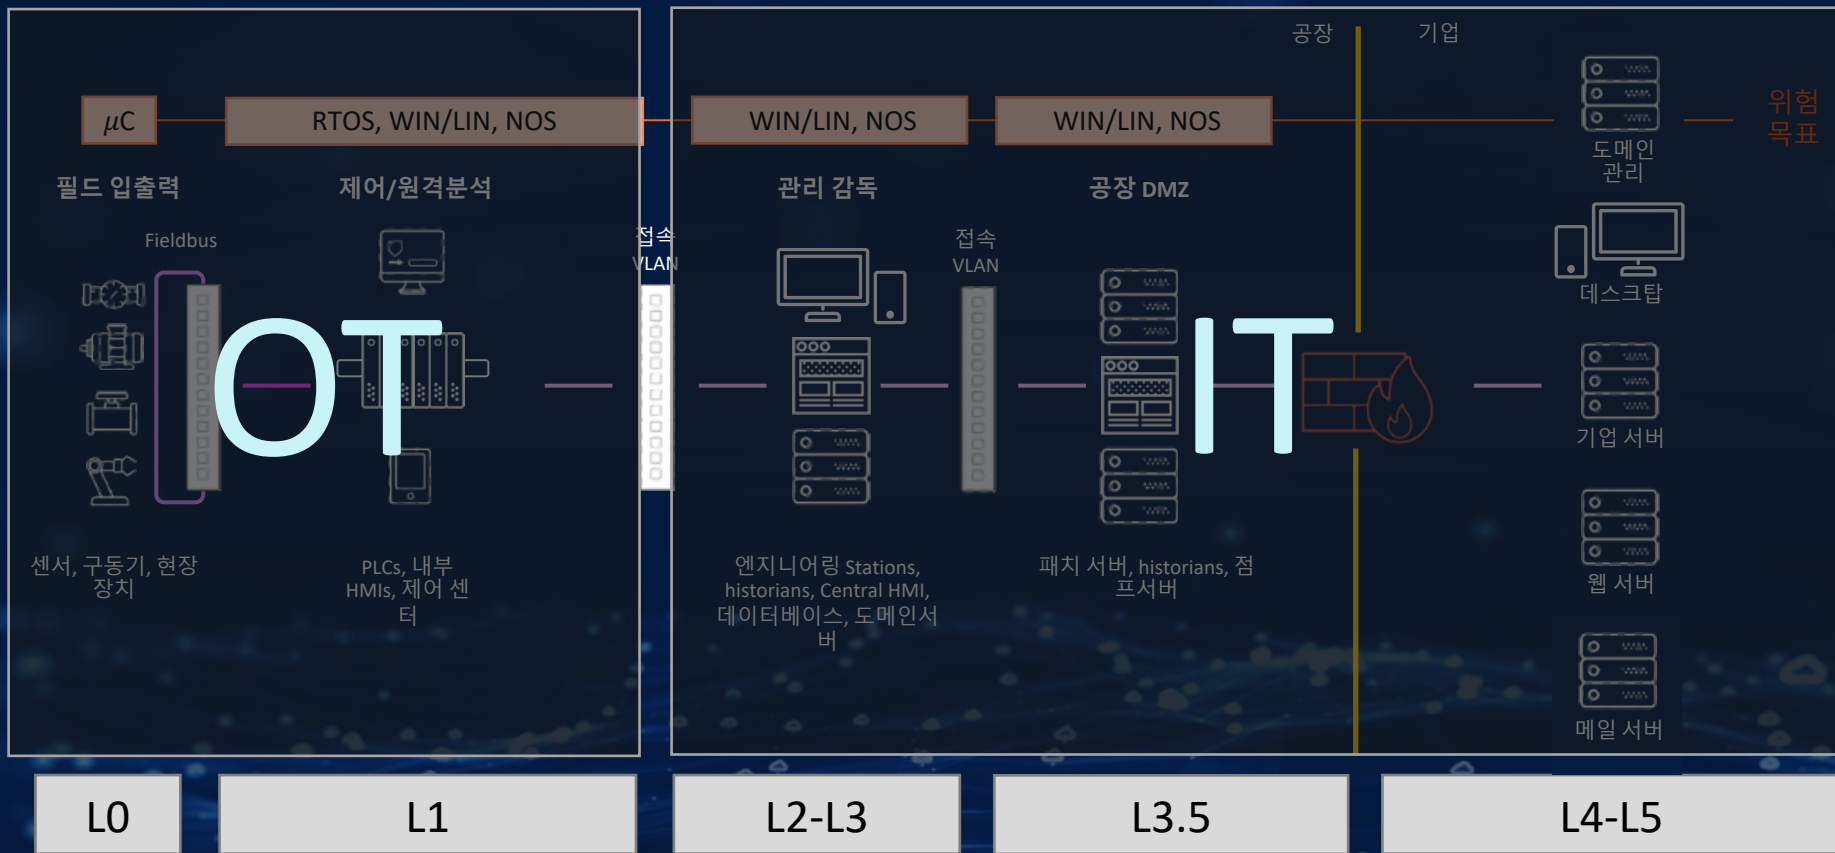 공장
기업
μC
RTOS, WIN/LIN, NOS
WIN/LIN, NOS
WIN/LIN, NOS
위험
목표
필드 입출력
제어/원격분석
관리 감독
공장 DMZ
도메인
관리
Fieldbus
접속
VLAN
접속
VLAN
데스크탑
OT
IT
기업 서버
센서, 구동기, 현장
장치
PLCs, 내부
HMIs, 제어 센
터
엔지니어링 Stations,
historians, Central HMI,
데이터베이스, 도메인서
버
패치 서버, historians, 점
프서버
웹 서버
메일 서버
L0
L1
L2-L3
L3.5
L4-L5